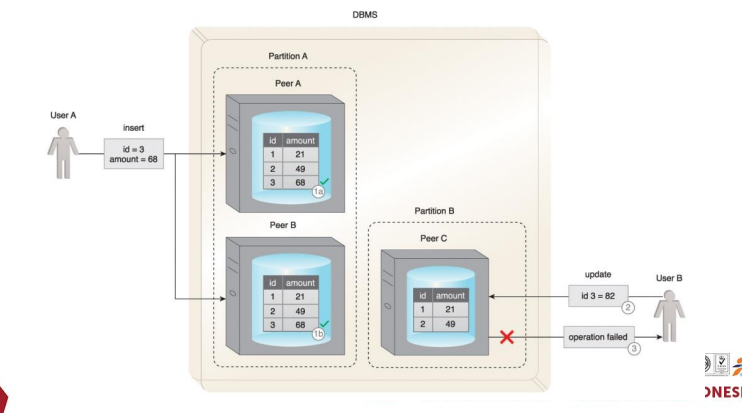 DBMS
Partition A
Peer A
User A
insert
id = 3
amount = 68
id amount
1 21
2 49
3 68
1a
Peer B
id amount
1 21
2 49
3 68
1b
Partition B
Peer C
id amount
1 21
2 49
update
User B
id 3 = 82
2
operation failed
3
ONESI